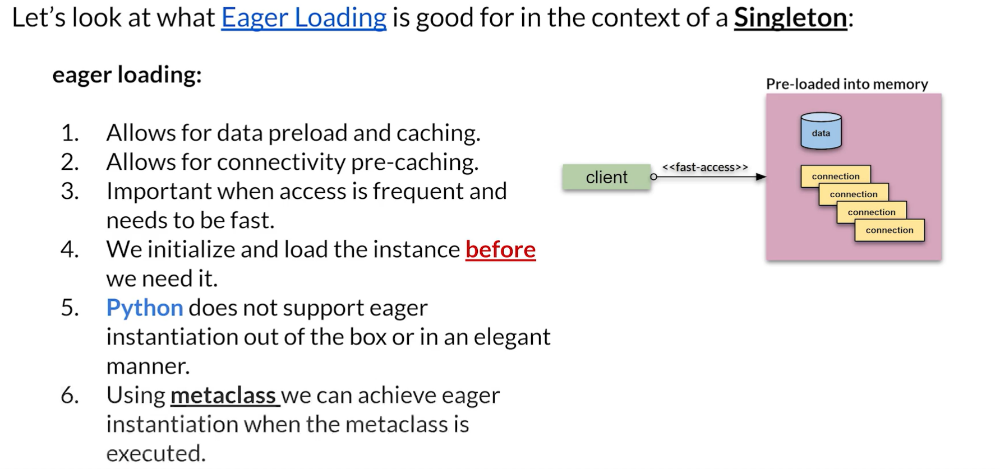 Let's look at what Eager Loading is good for in the context of a Singleton:
eager loading:
1. Allows for data preload and caching.
2. Allows for connectivity pre-caching.
3. Important when access is frequent and
needs to be fast.
4. We initialize and load the instance before
we need it.
5. Python does not support eager
instantiation out of the box or in an elegant
manner.
6. Using metaclass we can achieve eager
instantiation when the metaclass is
executed.
Pre-loaded into memory
data
client
<<fast-access>>
connection
connection
connection
connection